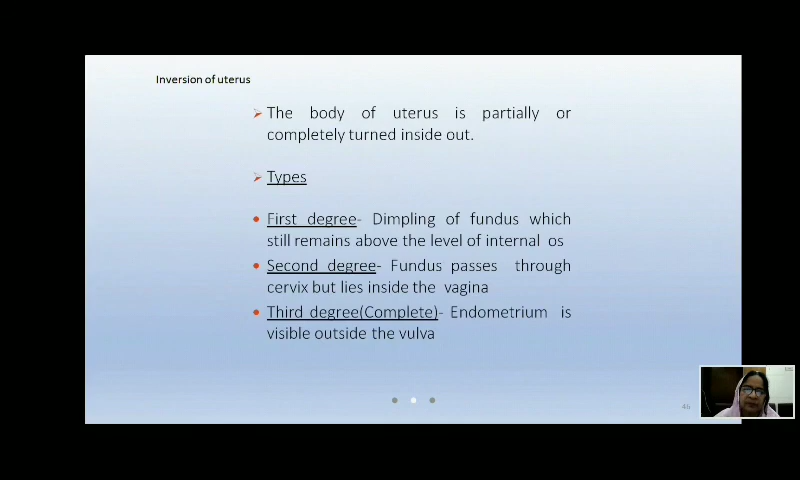 Inversion of uterus
➢ The body of uterus is partially or
completely turned inside out.
➢ Types
• First degree- Dimpling of fundus which
still remains above the level of internal os
• Second degree- Fundus passes through
cervix but lies inside the vagina
• Third degree(Complete)- Endometrium is
visible outside the vulva
46